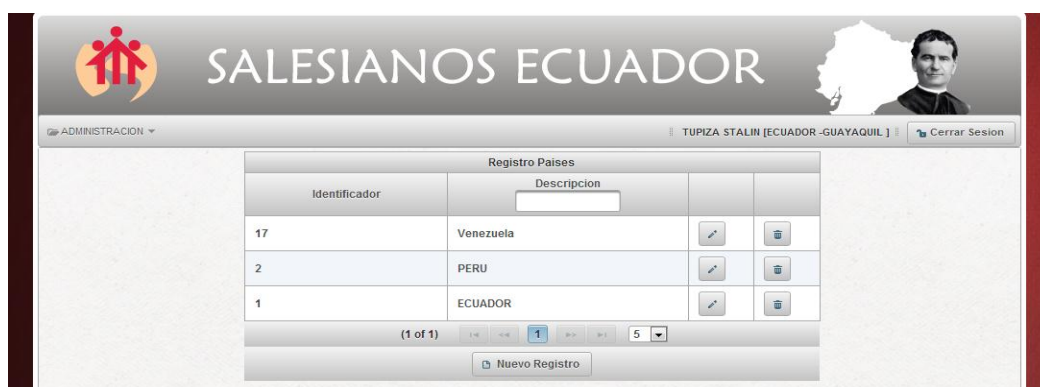 SALESIANOS ECUADOR
ADMINISTRACION
TUPIZA STALIN [ECUADOR -GUAYAQUIL ]
Cerrar Sesion
Registro Paises
Identificador
Descripcion
17 Venezuela
2 PERU
1 ECUADOR
(1 of 1) 1 5
Nuevo Registro